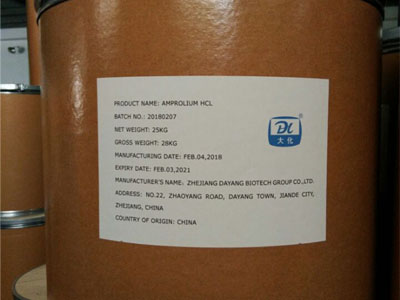 PRODUCT NAME: AMPROLIUM HCL
BATCH NO.: 20180207
NET WEIGHT: 25KG
GROSS WEIGHT: 28KG
MANUFACTURING DATE: FEB.04,2018
EXPIRY DATE: FEB.03,2021
MANUFACTURER'S NAME: ZHEJIANG DAYANG BIOTECH GROUP CO.,LTD.
ADDRESS: NO.22, ZHAOYANG ROAD, DAYANG TOWN, JIANDE CITY,
ZHEJIANG, CHINA
COUNTRY OF ORIGIN: CHINA
大化